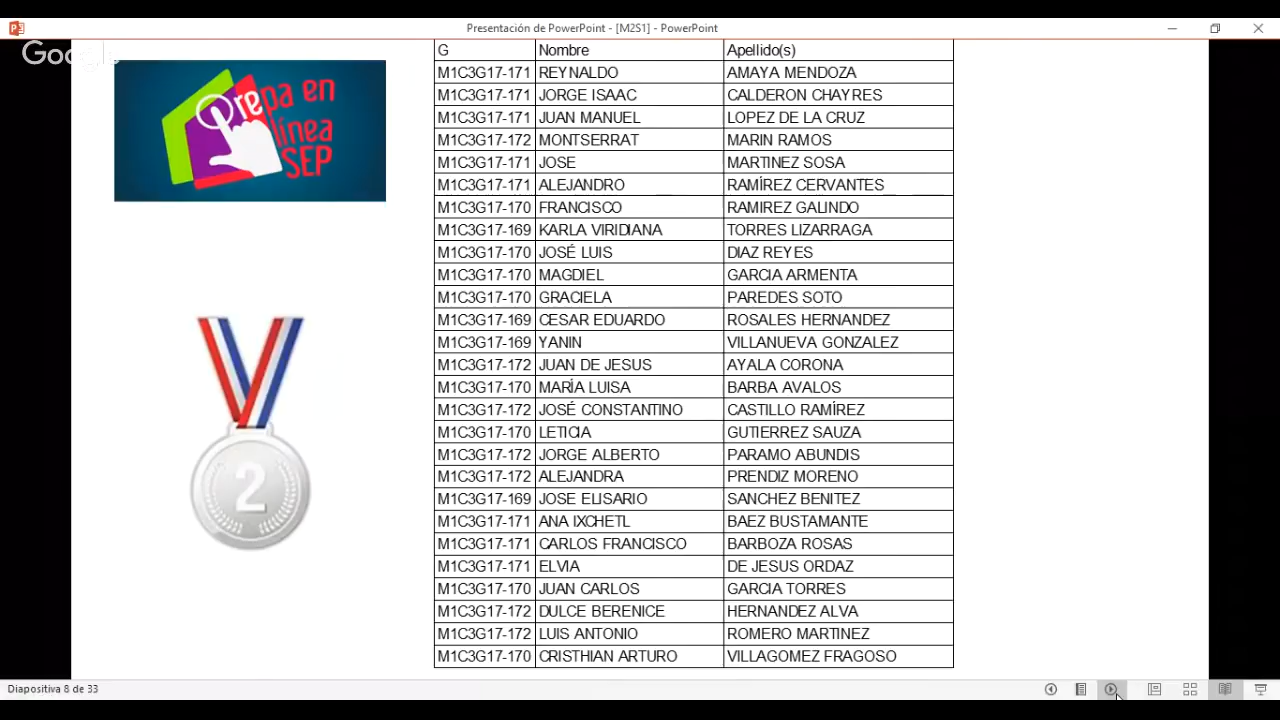 Presentación de PowerPoint - [M2S1] - PowerPoint
Google
Prepa en
línea
SEP
2
G Nombre Apellido(s)
M1C3G17-171 REYNALDO AMAYA MENDOZA
M1C3G17-171 JORGE ISAAC CALDERON CHAYRES
M1C3G17-171 JUAN MANUEL LOPEZ DE LA CRUZ
M1C3G17-172 MONTSERRAT MARIN RAMOS
M1C3G17-171 JOSE MARTINEZ SOSA
M1C3G17-171 ALEJANDRO RAMÍREZ CERVANTES
M1C3G17-170 FRANCISCO RAMIREZ GALINDO
M1C3G17-169 KARLA VIRIDIANA TORRES LIZARRAGA
M1C3G17-170 JOSÉ LUIS DIAZ REYES
M1C3G17-170 MAGDIEL GARCIA ARMENTA
M1C3G17-170 GRACIELA PAREDES SOTO
M1C3G17-169 CESAR EDUARDO ROSALES HERNANDEZ
M1C3G17-169 YANIN VILLANUEVA GONZALEZ
M1C3G17-172 JUAN DE JESUS AYALA CORONA
M1C3G17-170 MARÍA LUISA BARBA AVALOS
M1C3G17-172 JOSÉ CONSTANTINO CASTILLO RAMÍREZ
M1C3G17-170 LETICIA GUTIERREZ SAUZA
M1C3G17-172 JORGE ALBERTO PARAMO ABUNDIS
M1C3G17-172 ALEJANDRA PRENDIZ MORENO
M1C3G17-169 JOSE ELISARIO SANCHEZ BENITEZ
M1C3G17-171 ANA IXCHETL BAEZ BUSTAMANTE
M1C3G17-171 CARLOS FRANCISCO BARBOZA ROSAS
M1C3G17-171 ELVIA DE JESUS ORDAZ
M1C3G17-170 JUAN CARLOS GARCIA TORRES
M1C3G17-172 DULCE BERENICE HERNANDEZ ALVA
M1C3G17-172 LUIS ANTONIO ROMERO MARTINEZ
M1C3G17-170 CRISTHIAN ARTURO VILLAGOMEZ FRAGOSO
Diapositiva 8 de 33